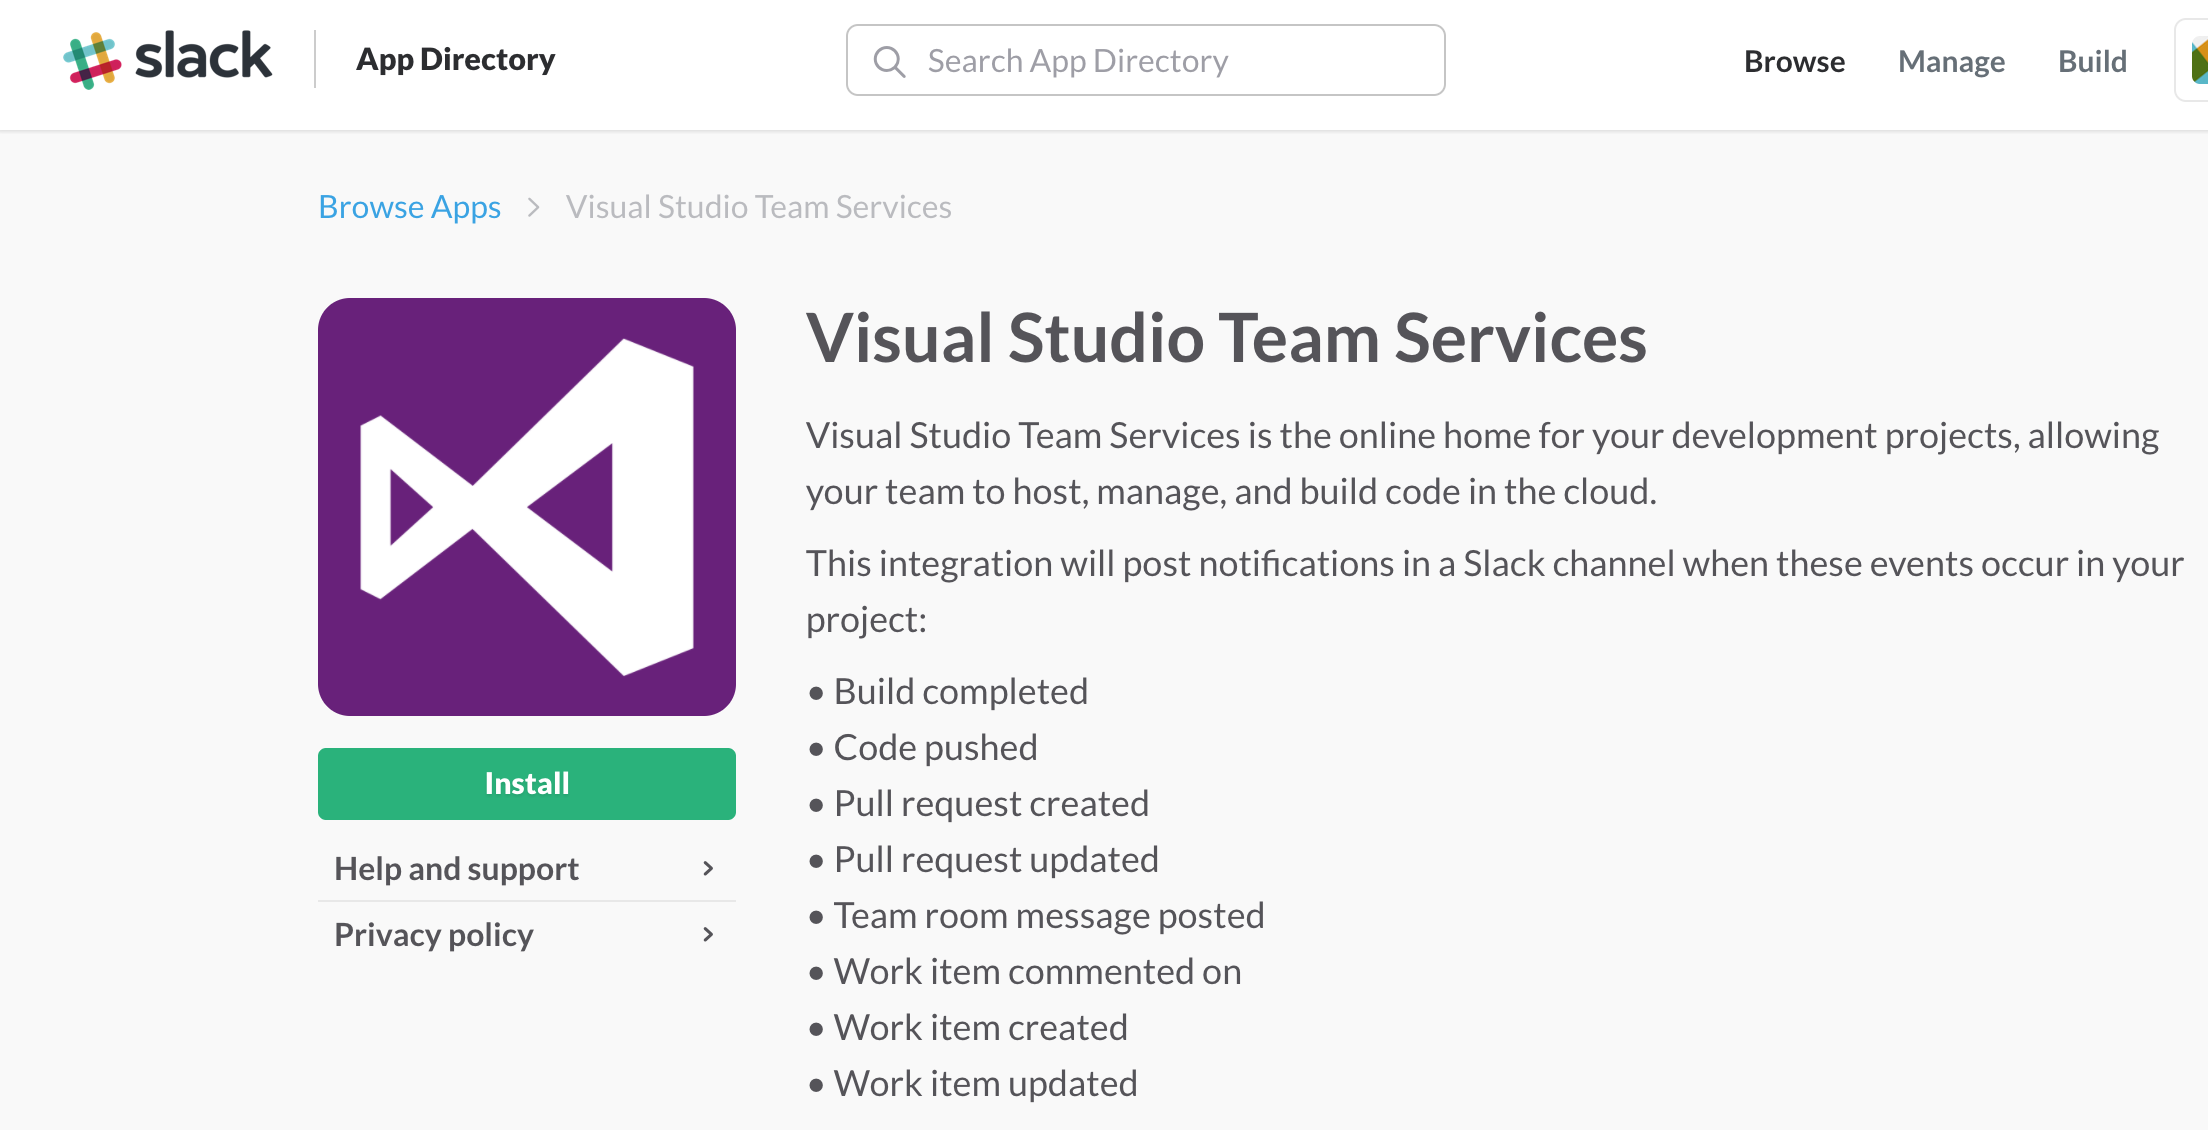 slack
App Directory
Search App Directory
Browse
Manage
Build
Browse Apps > Visual Studio Team Services
Visual Studio Team Services
Visual Studio Team Services is the online home for your development projects, allowing
your team to host, manage, and build code in the cloud.
This integration will post notifications in a Slack channel when these events occur in your
project:
• Build completed
• Code pushed
• Pull request created
• Pull request updated
• Team room message posted
• Work item commented on
• Work item created
• Work item updated
Install
Help and support
Privacy policy